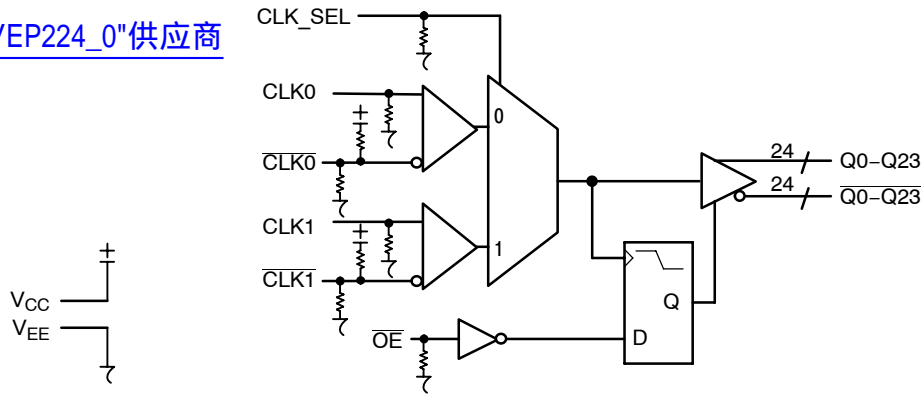 CLK_SEL
VEP224_0"供应商
CLK0
0
CLK0
24
Q0–Q23
24
Q0–Q23
CLK1
1
CLK1
VCC
VEE
Q
OE
D